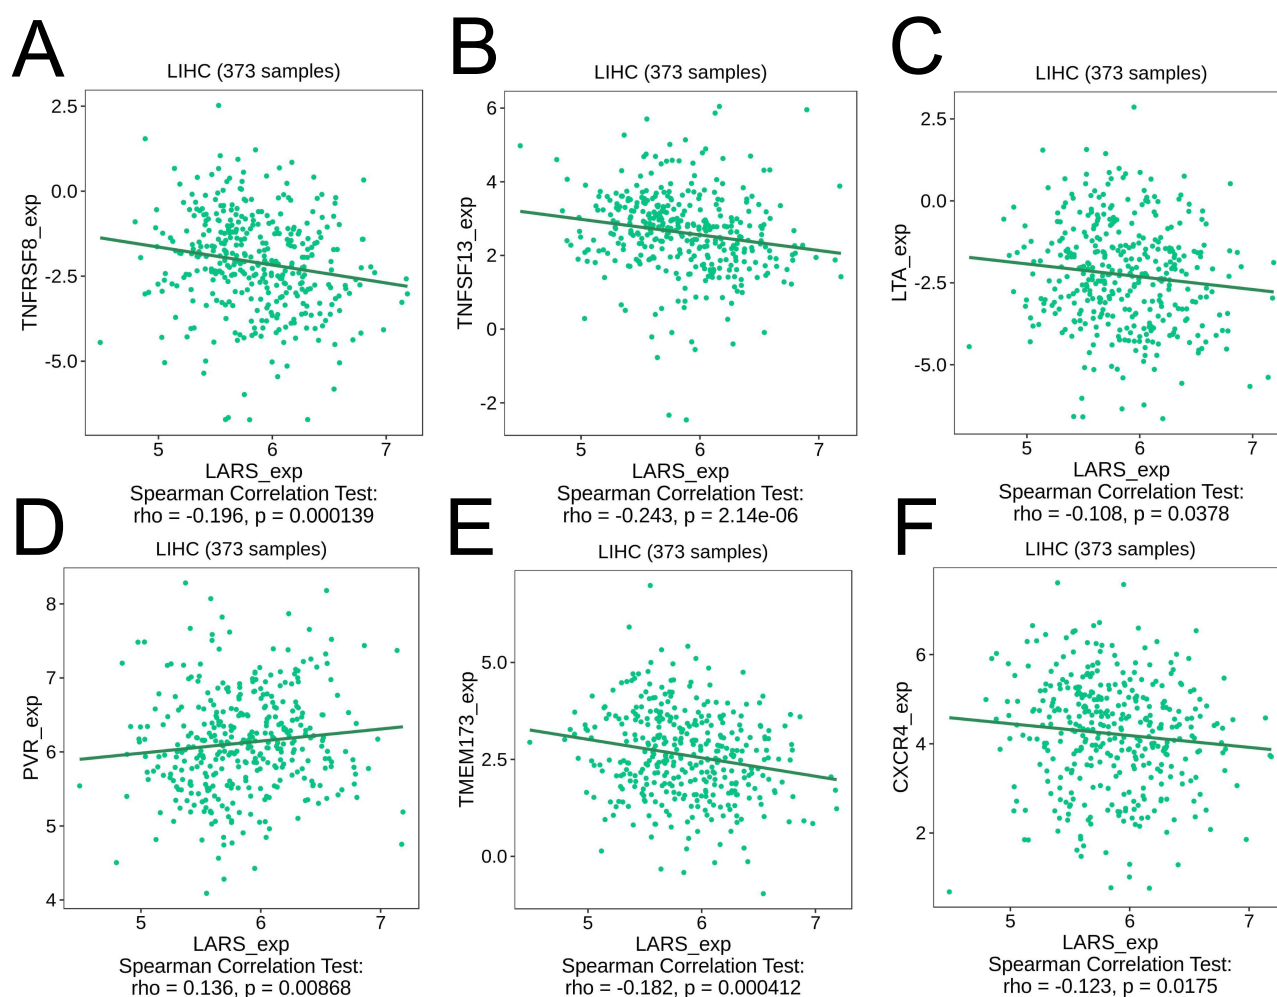 A
LIHC (373 samples)
TNFRSF8_exp
2.5
0.0
-2.5
-5.0
5 6 7
LARS_exp
Spearman Correlation Test:
rho = -0.196, p = 0.000139
B
LIHC (373 samples)
TNFSF13_exp
6
4
2
0
-2
5 6 7
LARS_exp
Spearman Correlation Test:
rho = -0.243, p = 2.14e-06
C
LIHC (373 samples)
LTA_exp
2.5
0.0
-2.5
-5.0
5 6 7
LARS_exp
Spearman Correlation Test:
rho = -0.108, p = 0.0378
D
LIHC (373 samples)
PVR_exp
8
7
6
5
4
5 6 7
LARS_exp
Spearman Correlation Test:
rho = 0.136, p = 0.00868
E
LIHC (373 samples)
TMEM173_exp
5.0
2.5
0.0
5 6 7
LARS_exp
Spearman Correlation Test:
rho = -0.182, p = 0.000412
F
LIHC (373 samples)
CXCR4_exp
6
4
2
5 6 7
LARS_exp
Spearman Correlation Test:
rho = -0.123, p = 0.0175